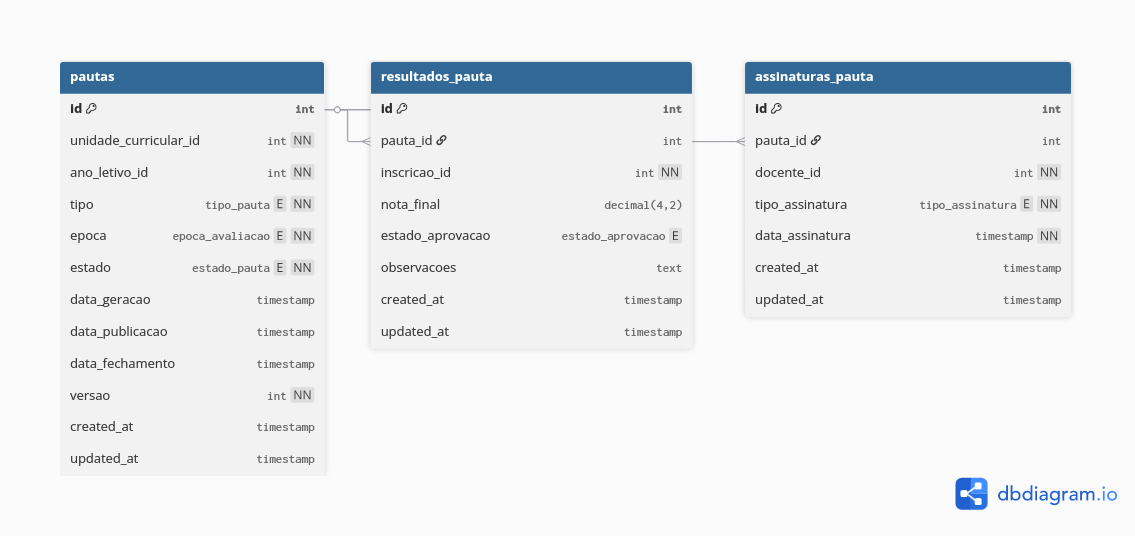 pautas
id int
unidade_curricular_id int NN
ano_letivo_id int NN
tipo tipo_pauta E NN
epoca epoca_avaliacao E NN
estado estado_pauta E NN
data_geracao timestamp
data_publicacao timestamp
data_fechamento timestamp
versao int NN
created_at timestamp
updated_at timestamp
resultados_pauta
id int
pauta_id int
inscricao_id int NN
nota_final decimal(4,2)
estado_aprovacao estado_aprovacao E
observacoes text
created_at timestamp
updated_at timestamp
assinaturas_pauta
id int
pauta_id int
docente_id int NN
tipo_assinatura tipo_assinatura E NN
data_assinatura timestamp NN
created_at timestamp
updated_at timestamp
dbdiagram.io